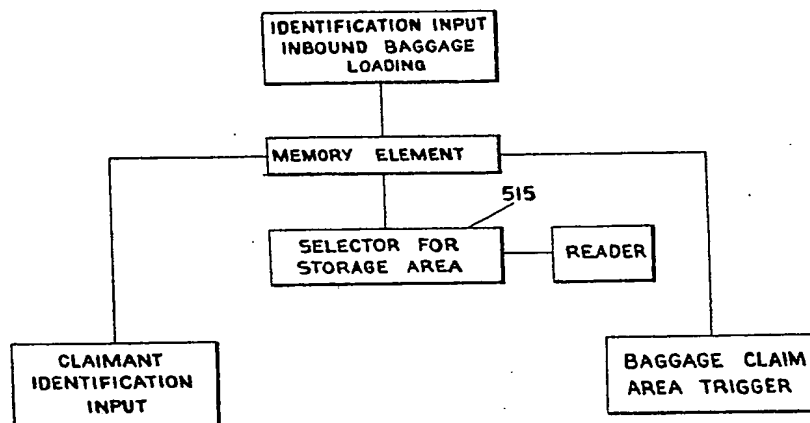 IDENTIFICATION INPUT
INBOUND BAGGAGE
LOADING
MEMORY ELEMENT
515
SELECTOR FOR
STORAGE AREA
READER
CLAIMANT
IDENTIFICATION
INPUT
BAGGAGE CLAIM
AREA TRIGGER